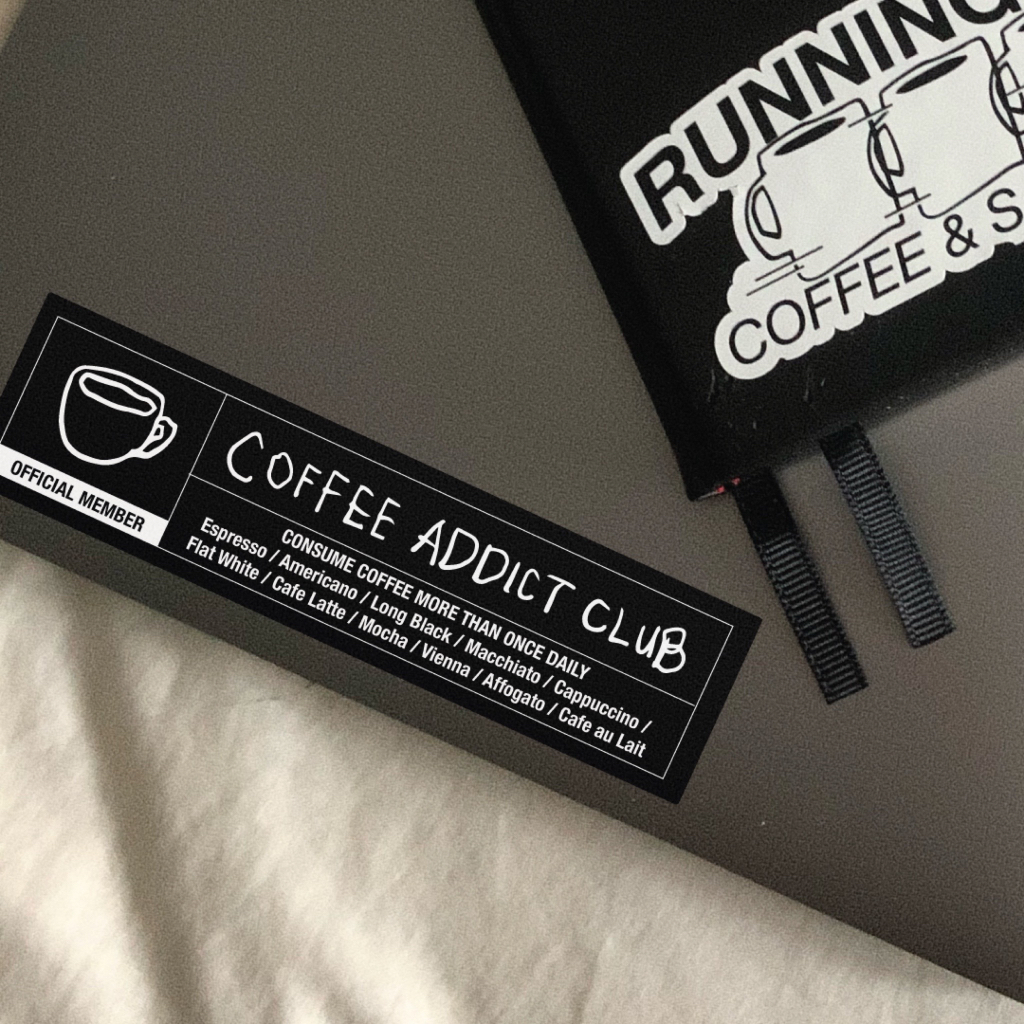 RUNNING
COFFEE & S
COFFEE ADDICT CLUB
OFFICIAL MEMBER
CONSUME COFFEE MORE THAN ONCE DAILY
Espresso / Americano / Long Black / Macchiato / Cappuccino /
Flat White / Cafe Latte / Mocha / Vienna / Affogato / Cafe au Lait